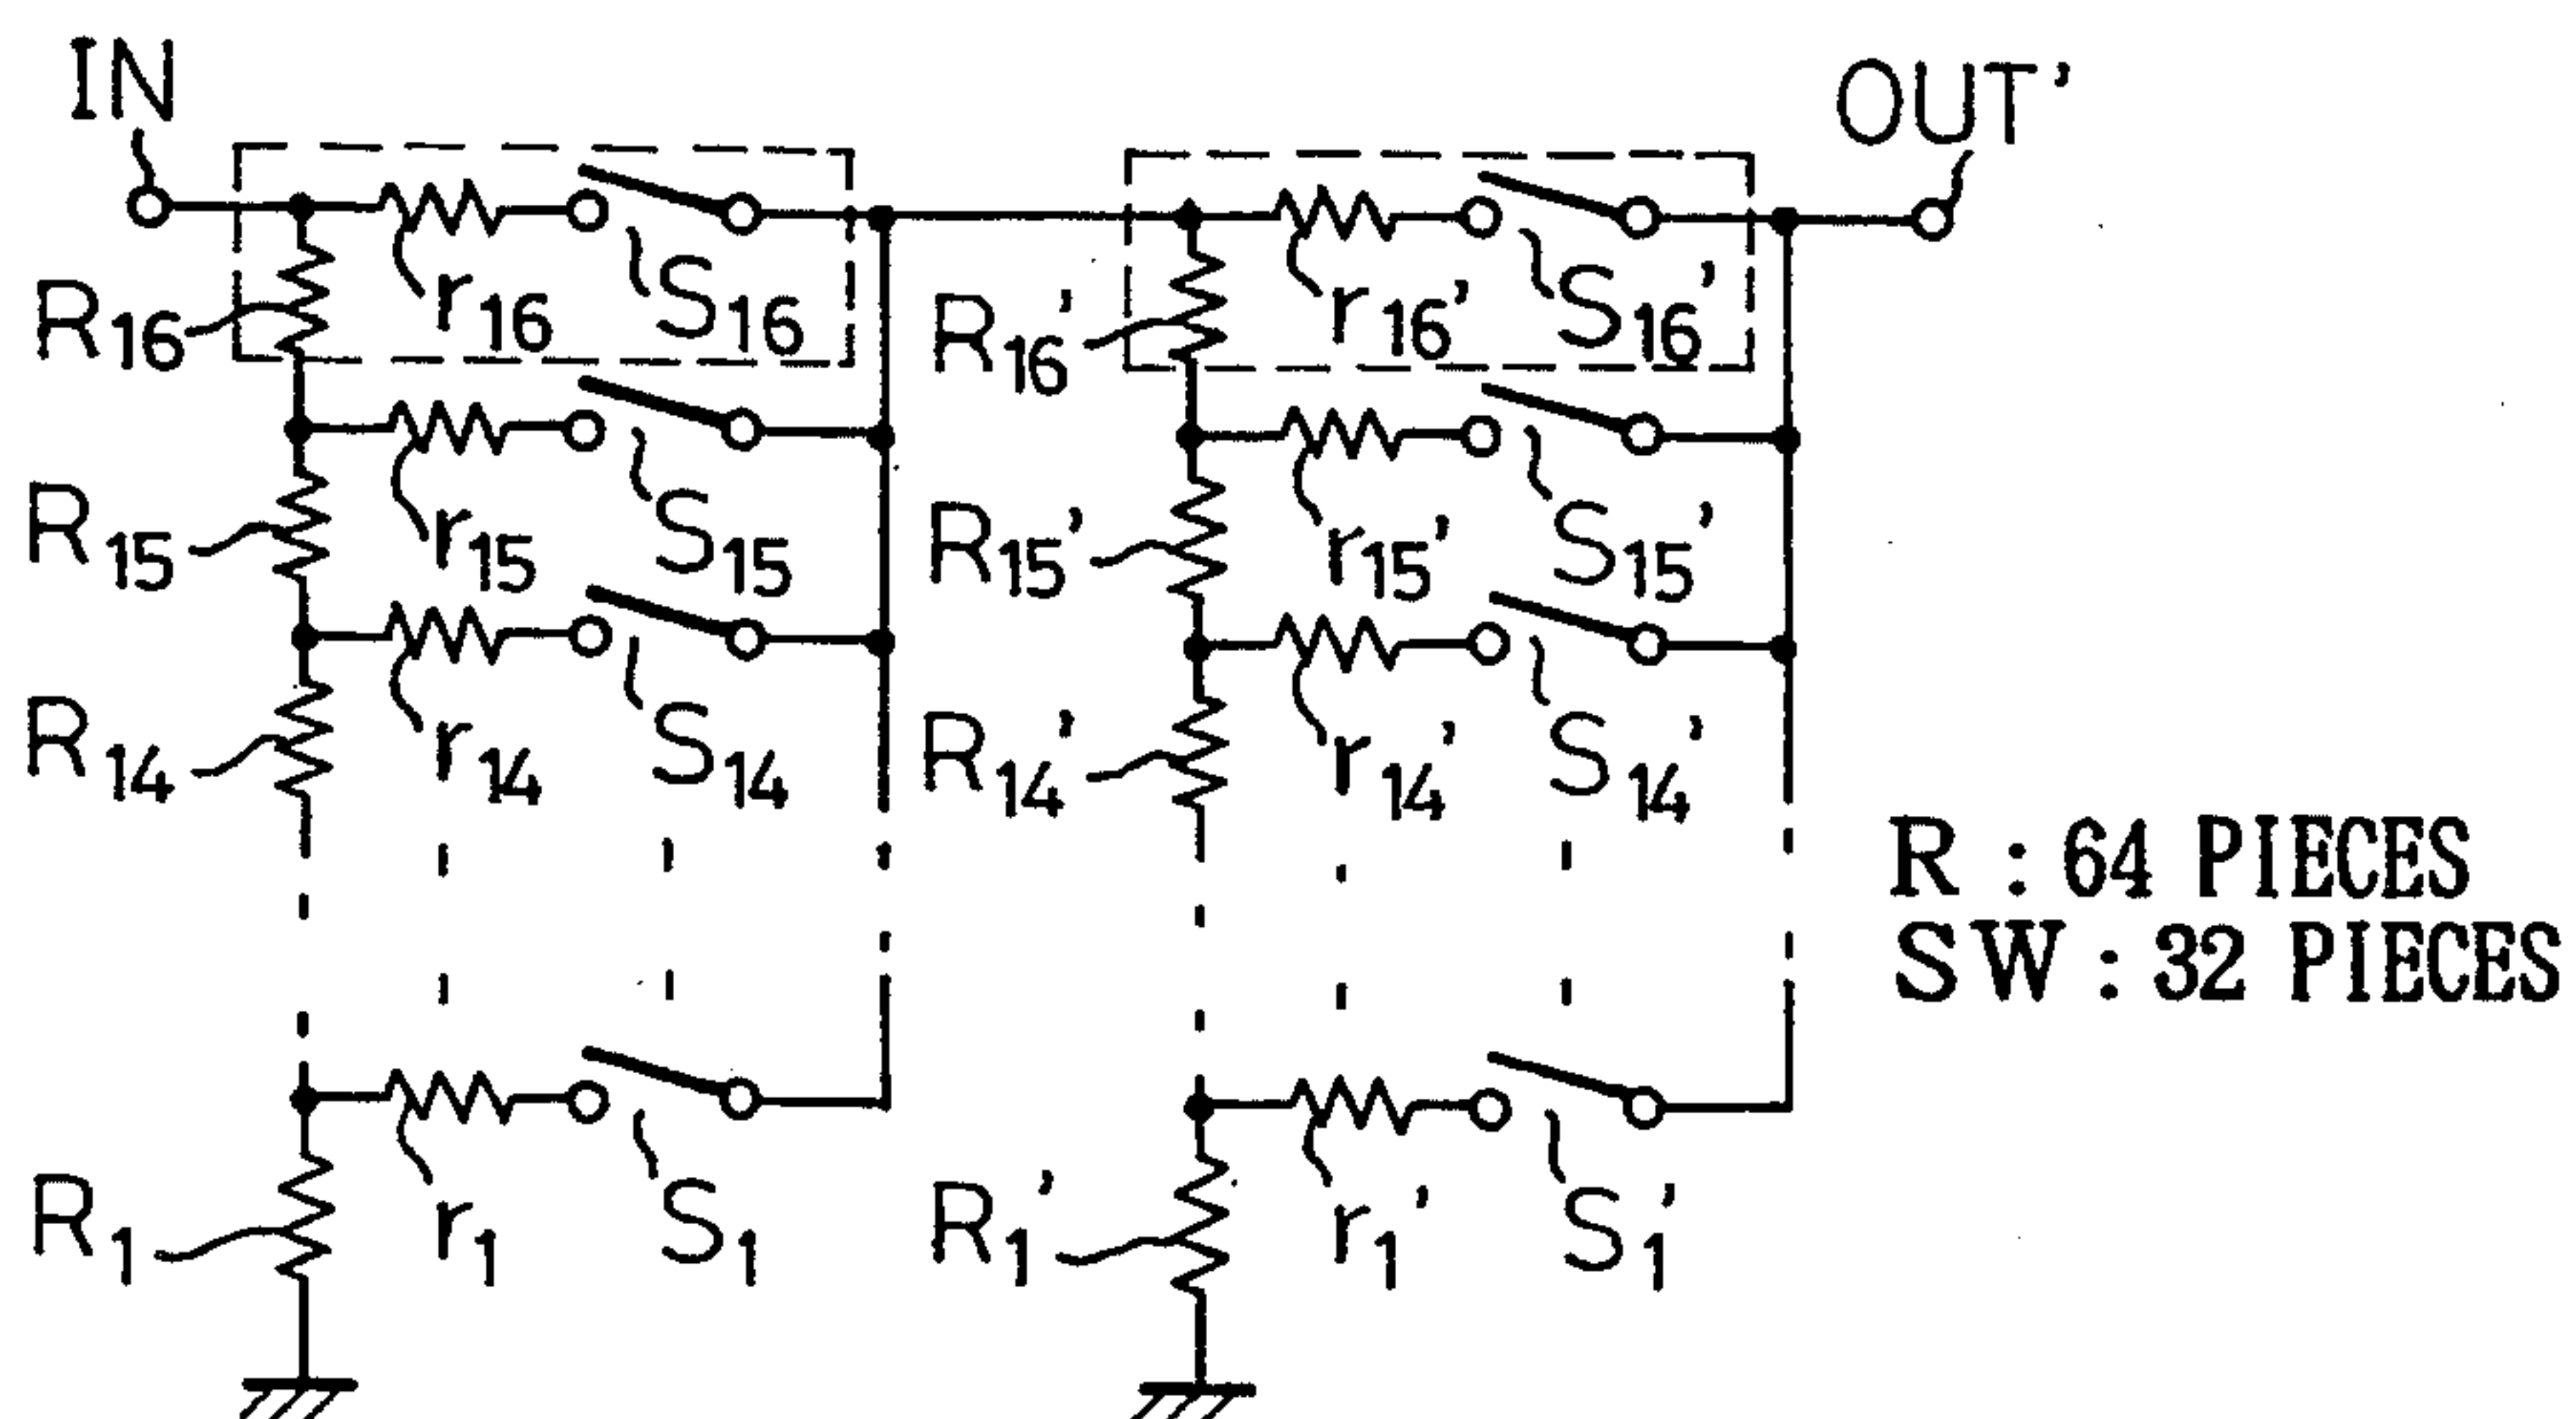 IN
OUT'
R16
r16
S16
R16'
r16'
S16'
R15
r15
S15
R15'
r15'
S15'
R14
r14
S14
R14'
r14'
S14'
R : 64 PIECES
SW : 32 PIECES
R1
r1
S1
R1'
r1'
S1'